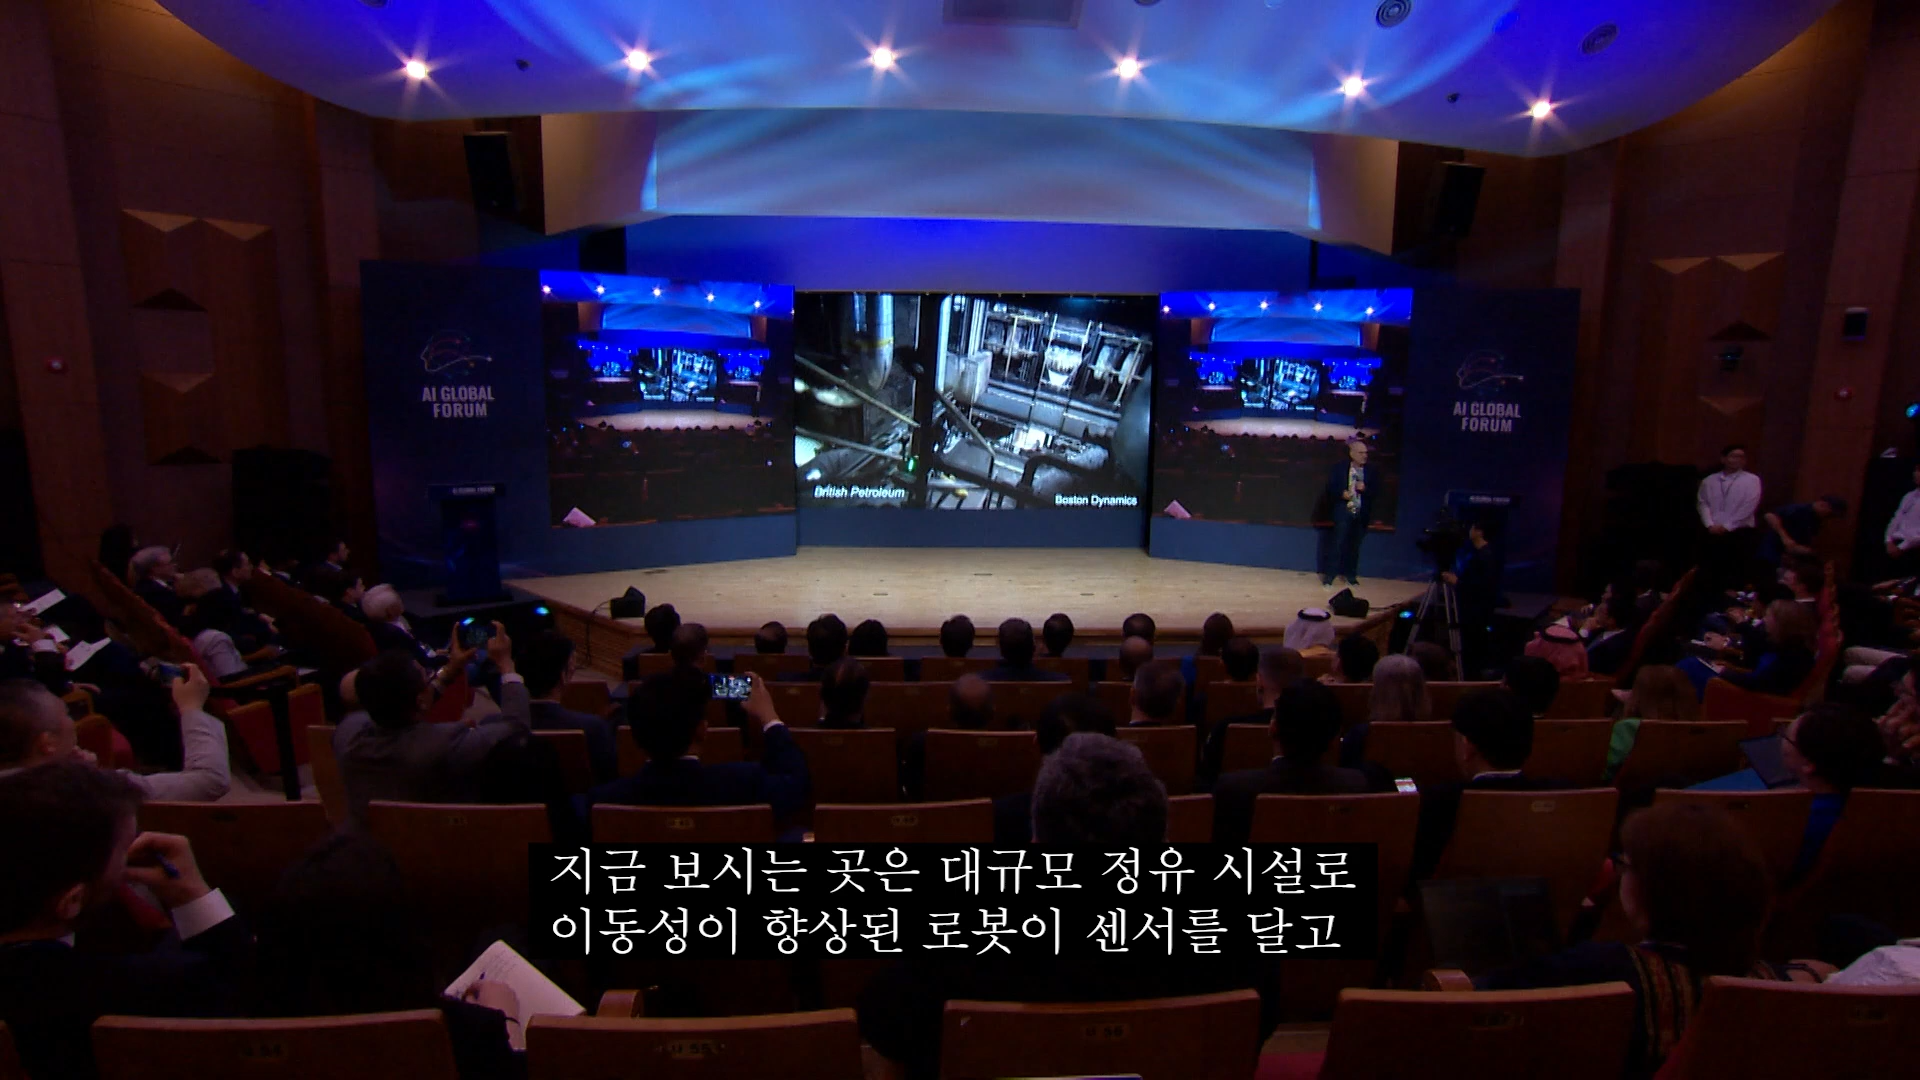 AI GLOBAL
FORUM
AI GLOBAL
FORUM
British Petroleum
Boston Dynamics
지금 보시는 곳은 대규모 정유 시설로
이동성이 향상된 로봇이 센서를 달고